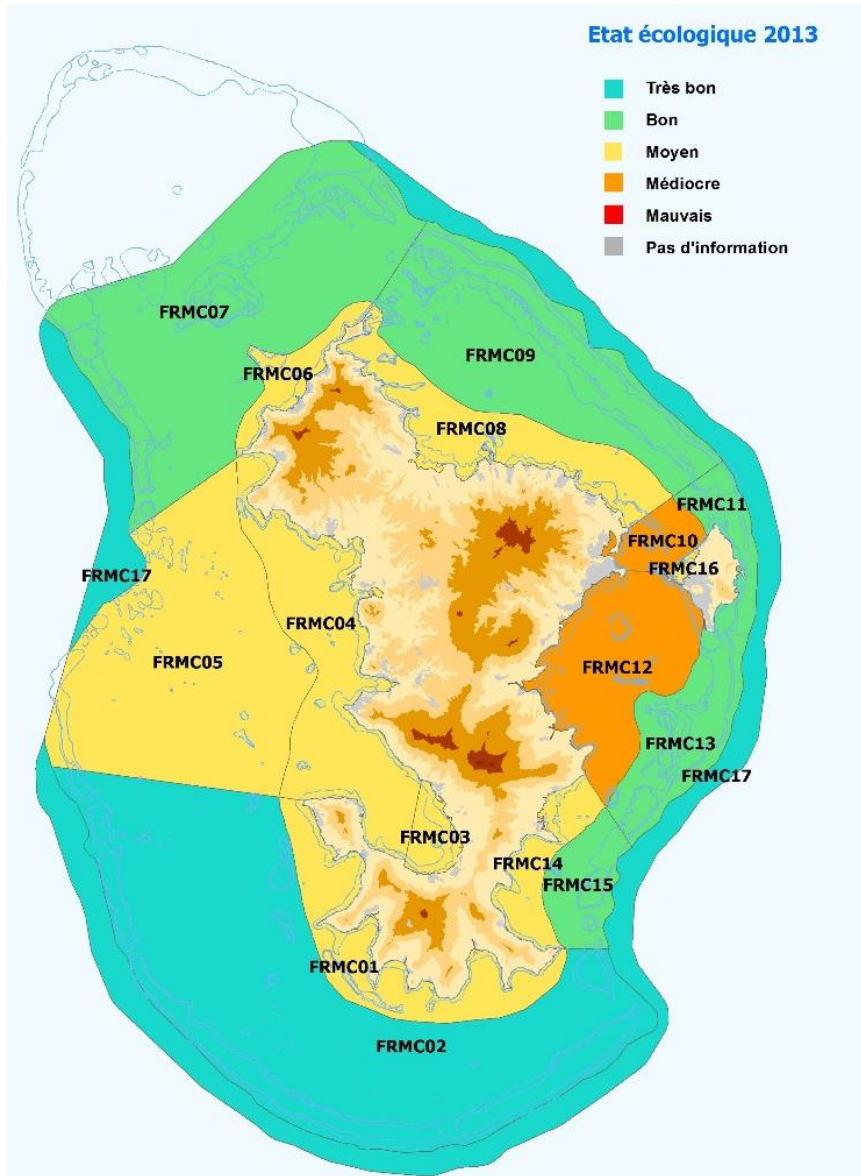 Etat écologique 2013
Très bon
Bon
Moyen
Médiocre
Mauvais
Pas d'information
FRMC07
FRMC06
FRMC09
FRMC08
FRMC11
FRMC10
FRMC16
FRMC17
FRMC04
FRMC05
FRMC12
FRMC13
FRMC17
FRMC03
FRMC14
FRMC15
FRMC01
FRMC02